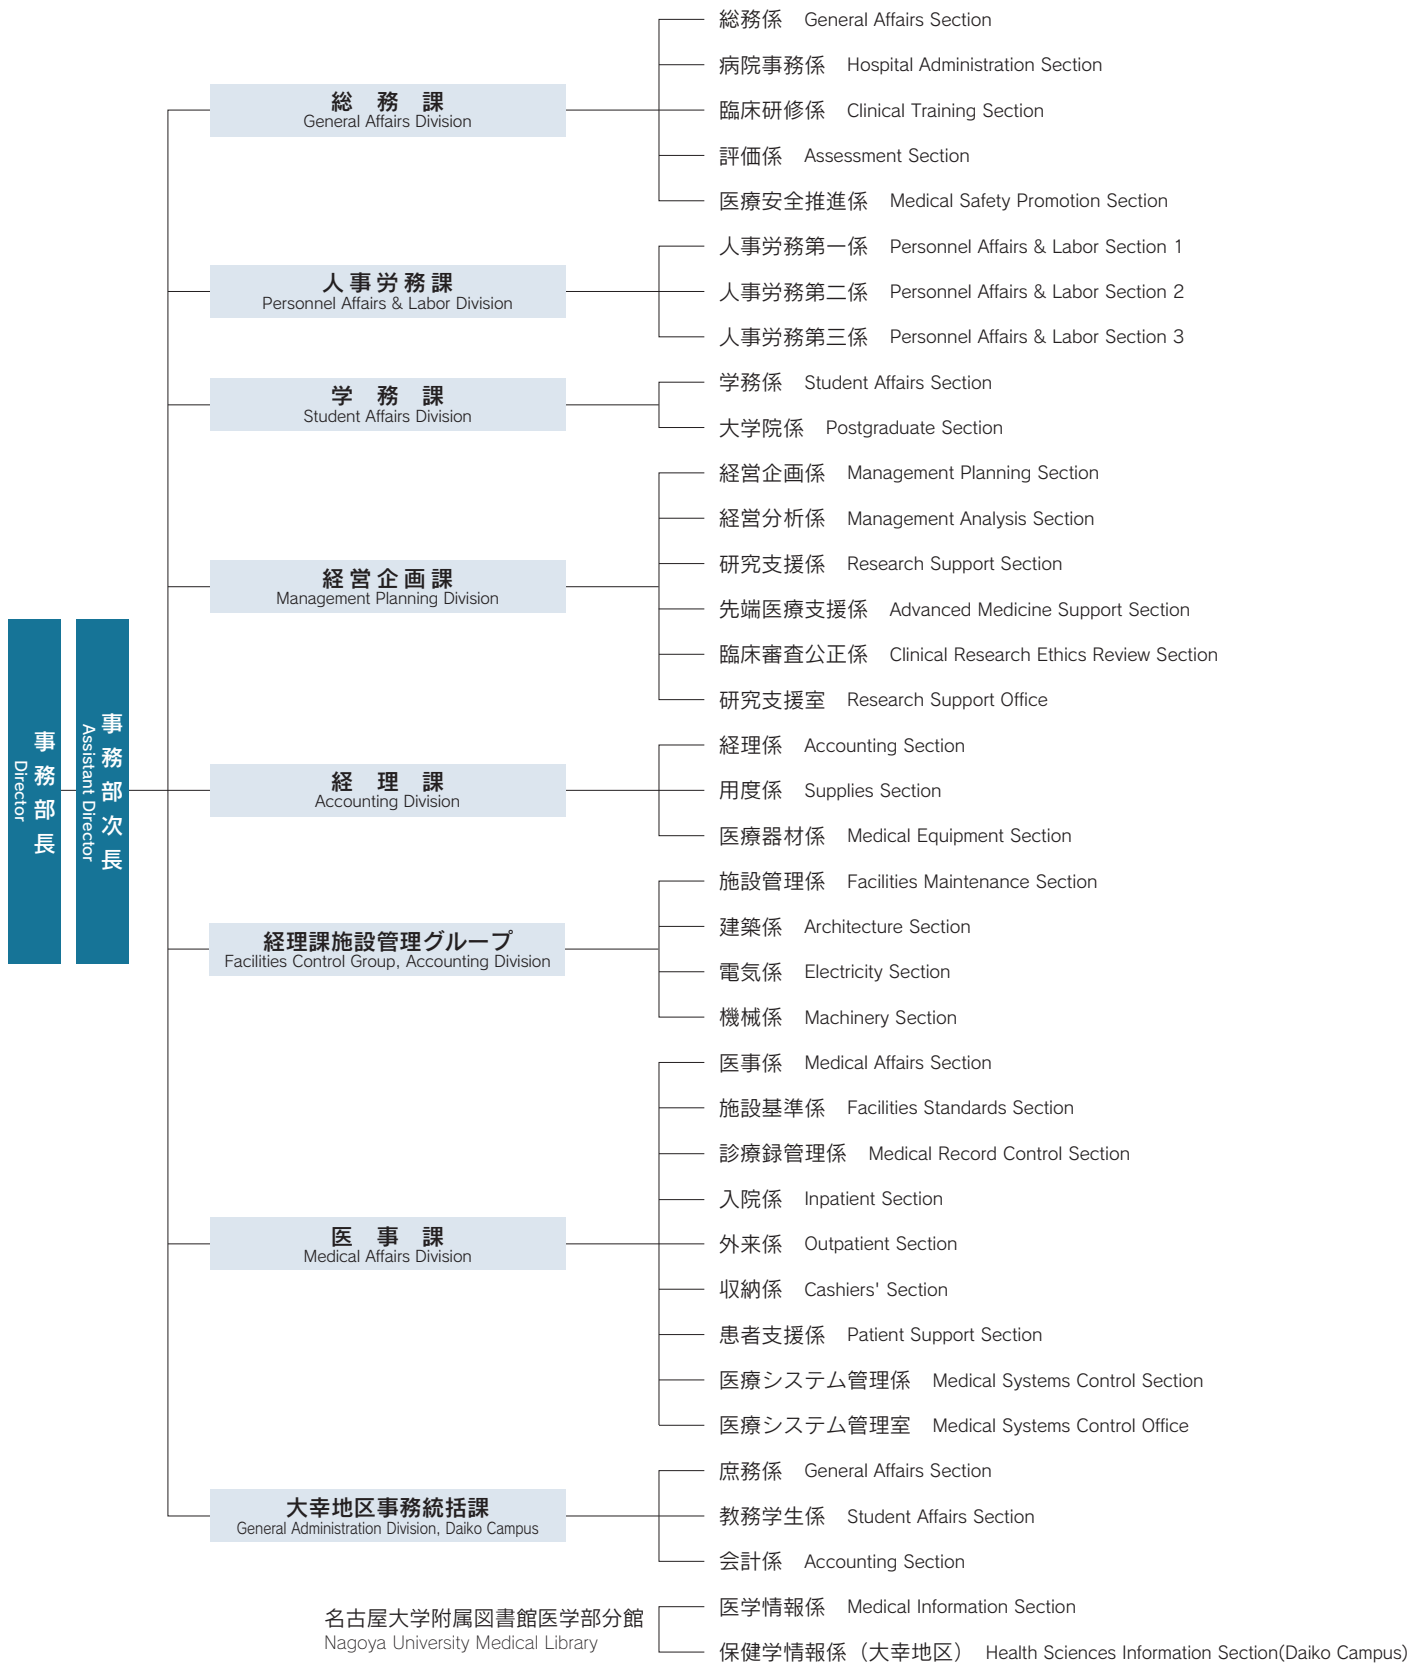 事務部長
Director
事務部次長
Assistant Director
総務課
General Affairs Division
総務係 General Affairs Section
病院事務係 Hospital Administration Section
臨床研修係 Clinical Training Section
評価係 Assessment Section
医療安全推進係 Medical Safety Promotion Section
人事労務課
Personnel Affairs & Labor Division
人事労務第一係 Personnel Affairs & Labor Section 1
人事労務第二係 Personnel Affairs & Labor Section 2
人事労務第三係 Personnel Affairs & Labor Section 3
学務課
Student Affairs Division
学務係 Student Affairs Section
大学院係 Postgraduate Section
経営企画課
Management Planning Division
経営企画係 Management Planning Section
経営分析係 Management Analysis Section
研究支援係 Research Support Section
先端医療支援係 Advanced Medicine Support Section
臨床審査公正係 Clinical Research Ethics Review Section
研究支援室 Research Support Office
経理課
Accounting Division
経理係 Accounting Section
用度係 Supplies Section
医療器材係 Medical Equipment Section
経理課施設管理グループ
Facilities Control Group, Accounting Division
施設管理係 Facilities Maintenance Section
建築係 Architecture Section
電気係 Electricity Section
機械係 Machinery Section
医事課
Medical Affairs Division
医事係 Medical Affairs Section
施設基準係 Facilities Standards Section
診療録管理係 Medical Record Control Section
入院係 Inpatient Section
外来係 Outpatient Section
収納係 Cashiers' Section
患者支援係 Patient Support Section
医療システム管理係 Medical Systems Control Section
医療システム管理室 Medical Systems Control Office
大幸地区事務統括課
General Administration Division, Daiko Campus
庶務係 General Affairs Section
教務学生係 Student Affairs Section
会計係 Accounting Section
名古屋大学附属図書館医学部分館
Nagoya University Medical Library
医学情報係 Medical Information Section
保健学情報係（大幸地区） Health Sciences Information Section(Daiko Campus)